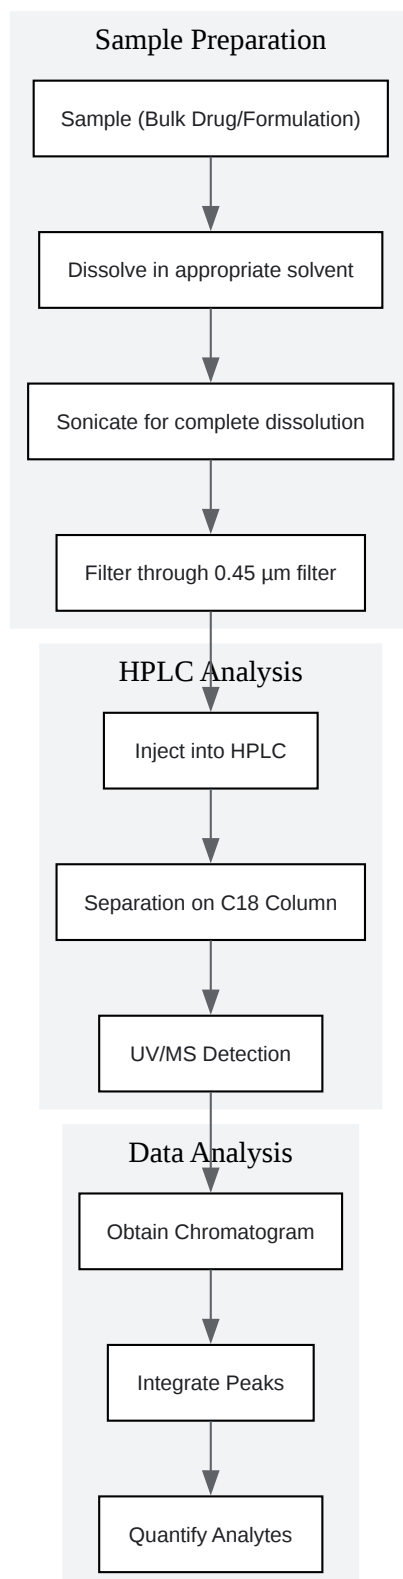 Sample Preparation
Sample (Bulk Drug/Formulation)
Dissolve in appropriate solvent
Sonicate for complete dissolution
Filter through 0.45 µm filter
HPLC Analysis
Inject into HPLC
Separation on C18 Column
UV/MS Detection
Data Analysis
Obtain Chromatogram
Integrate Peaks
Quantify Analytes